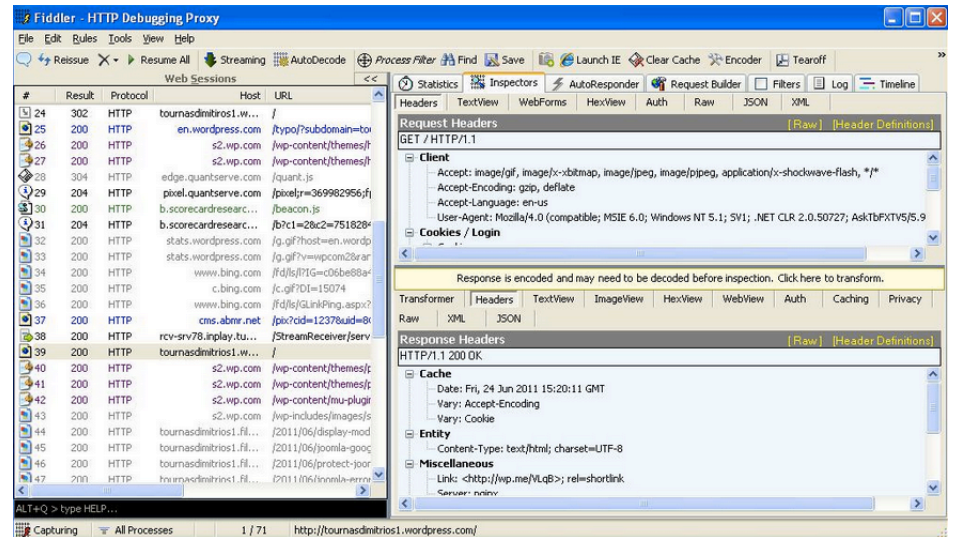 Fiddler - HTTP Debugging Proxy
File Edit Rules Tools View Help
Reissue Resume All Streaming AutoDecode Process Filter Find Save Launch IE Clear Cache Encoder Tearoff »
Web Sessions <<
# Result Protocol Host URL
24 302 HTTP tournasdimitiros1.w... /
25 200 HTTP en.wordpress.com /typo/?subdomain=tou
26 200 HTTP s2.wp.com /wp-content/themes/h
27 200 HTTP s2.wp.com /wp-content/themes/h
28 304 HTTP edge.quantserve.com /quant.js
29 204 HTTP pixel.quantserve.com /pixel;r=369982956;f
30 200 HTTP b.scorecardresearc... /beacon.js
31 204 HTTP b.scorecardresearc... /b?c1=2&c2=7518284
32 200 HTTP stats.wordpress.com /g.gif?host=en.wordp
33 200 HTTP stats.wordpress.com /g.gif?v=wpcom2&rar
34 200 HTTP www.bing.com /fd/ls/l?IG=c06be88a
35 200 HTTP c.bing.com /c.gif?DI=15074
36 200 HTTP www.bing.com /fd/ls/GLinkPing.aspx?
37 200 HTTP cms.abmr.net /pix?cid=1237&uid=8
38 200 HTTP rcv-srv78.inplay.tu... /StreamReceiver/serv
39 200 HTTP tournasdimitrios1.w... /
40 200 HTTP s2.wp.com /wp-content/themes/p
41 200 HTTP s2.wp.com /wp-content/themes/p
42 200 HTTP s2.wp.com /wp-content/mu-plugin
43 200 HTTP s2.wp.com /wp-includes/images/s
44 200 HTTP tournasdimitrios1.fil... /2011/06/display-mod
45 200 HTTP tournasdimitrios1.fil... /2011/06/joomla-goog
46 200 HTTP tournasdimitrios1.fil... /2011/06/protect-joor
47 200 HTTP tournasdimitrios1.fil... /2011/06/joomla-error
ALT+Q > type HELP...
Statistics Inspectors AutoResponder Request Builder Filters Log Timeline
Headers TextView WebForms HexView Auth Raw JSON XML
Request Headers [Raw] [Header Definitions]
GET / HTTP/1.1
Client
Accept: image/gif, image/x-xbitmap, image/jpeg, image/pjpeg, application/x-shockwave-flash, */*
Accept-Encoding: gzip, deflate
Accept-Language: en-us
User-Agent: Mozilla/4.0 (compatible; MSIE 6.0; Windows NT 5.1; SV1; .NET CLR 2.0.50727; AskTbFXTV5/5.9
Cookies / Login
Response is encoded and may need to be decoded before inspection. Click here to transform.
Transformer Headers TextView ImageView HexView WebView Auth Caching Privacy
Raw XML JSON
Response Headers [Raw] [Header Definitions]
HTTP/1.1 200 OK
Cache
Date: Fri, 24 Jun 2011 15:20:11 GMT
Vary: Accept-Encoding
Vary: Cookie
Entity
Content-Type: text/html; charset=UTF-8
Miscellaneous
Link: <http://wp.me/VLqB>; rel=shortlink
Server: nginx
Capturing All Processes 1 / 71 http://tournasdimitrios1.wordpress.com/